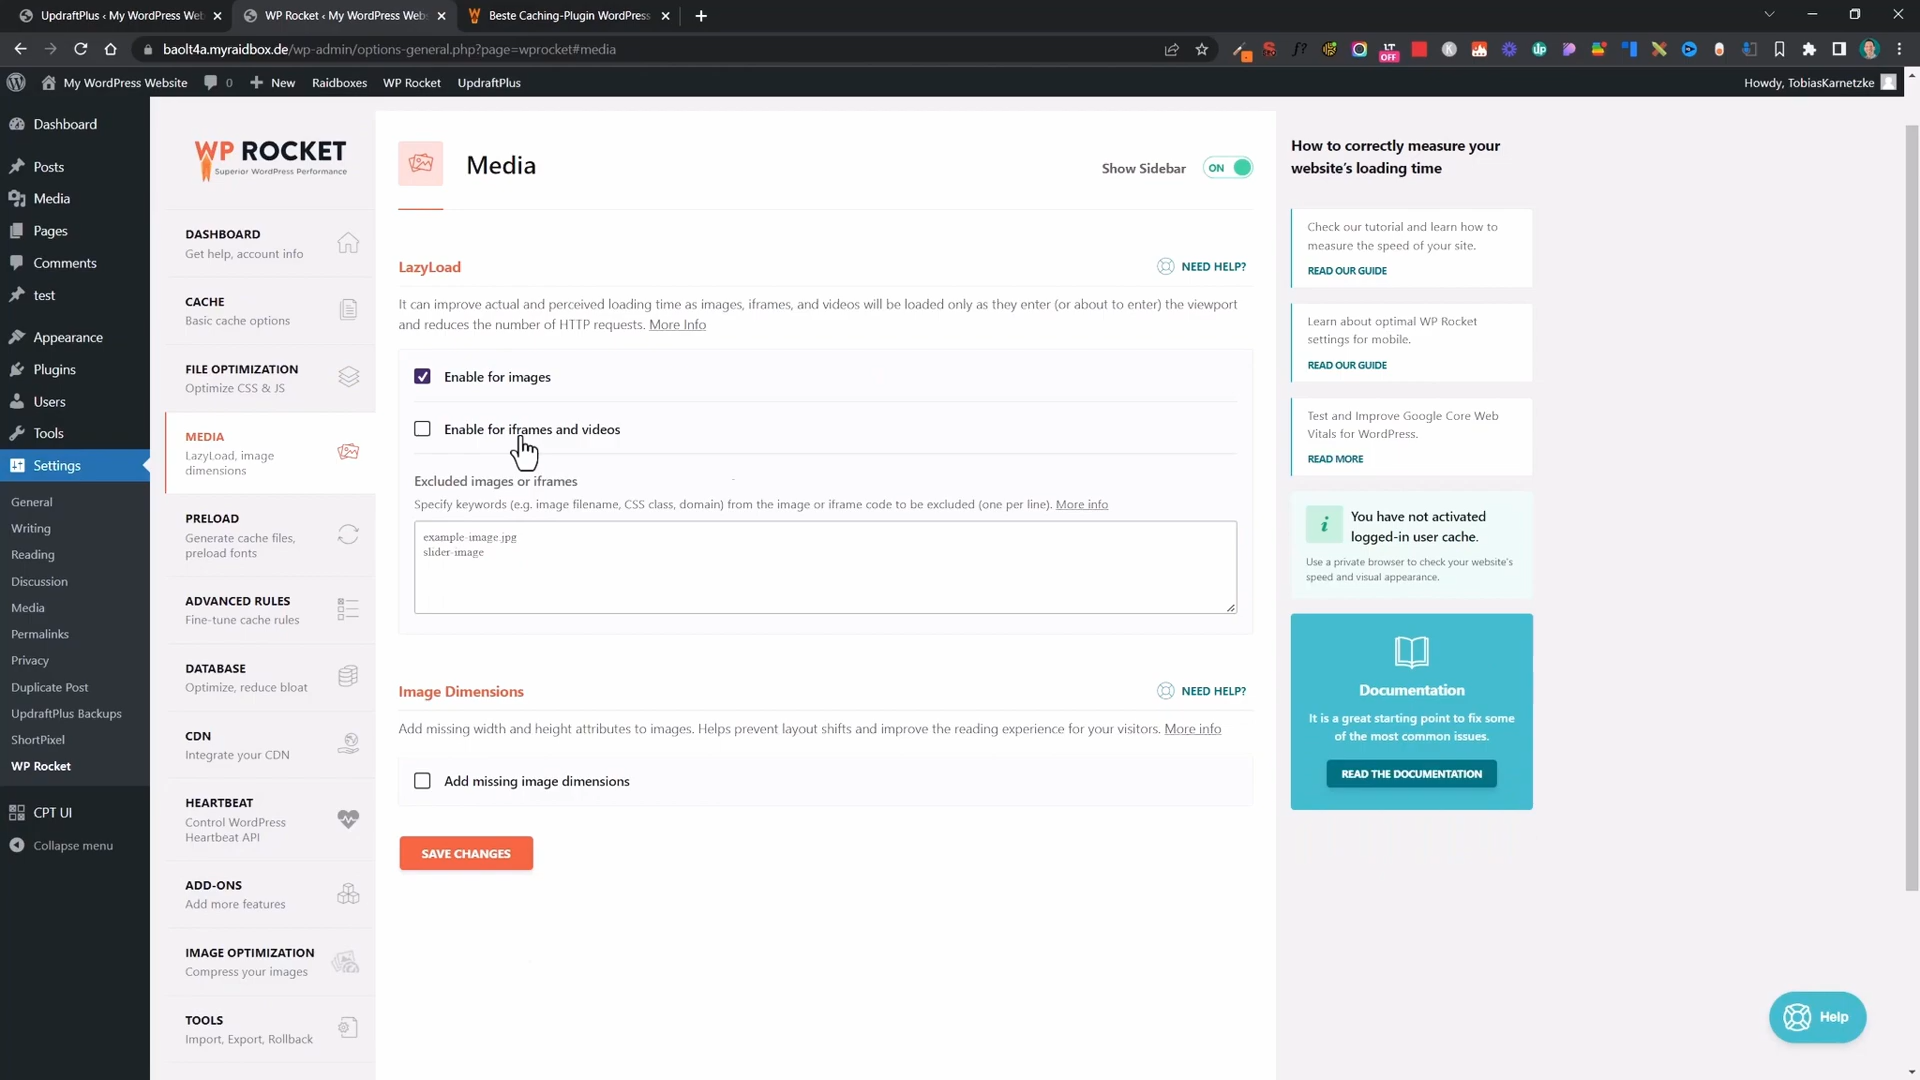 UpdraftPlus < My WordPress Web
WP Rocket < My WordPress Webs
Beste Caching-Plugin WordPress
baolt4a.myraidbox.de/wp-admin/options-general.php?page=wprocket#media
LT
OFF
My WordPress Website
0
New
Raidboxes
WP Rocket
UpdraftPlus
Howdy, TobiasKarnetzke
Dashboard
Posts
Media
Pages
Comments
test
Appearance
Plugins
Users
Tools
Settings
General
Writing
Reading
Discussion
Media
Permalinks
Privacy
Duplicate Post
UpdraftPlus Backups
ShortPixel
WP Rocket
CPT UI
Collapse menu
WP ROCKET
Superior WordPress Performance
DASHBOARD
Get help, account info
CACHE
Basic cache options
FILE OPTIMIZATION
Optimize CSS & JS
MEDIA
LazyLoad, image
dimensions
PRELOAD
Generate cache files,
preload fonts
ADVANCED RULES
Fine-tune cache rules
DATABASE
Optimize, reduce bloat
CDN
Integrate your CDN
HEARTBEAT
Control WordPress
Heartbeat API
ADD-ONS
Add more features
IMAGE OPTIMIZATION
Compress your images
TOOLS
Import, Export, Rollback
Media
Show Sidebar
ON
LazyLoad
NEED HELP?
It can improve actual and perceived loading time as images, iframes, and videos will be loaded only as they enter (or about to enter) the viewport
and reduces the number of HTTP requests. More Info
Enable for images
Enable for iframes and videos
Excluded images or iframes
Specify keywords (e.g. image filename, CSS class, domain) from the image or iframe code to be excluded (one per line). More info
example-image.jpg
slider-image
Image Dimensions
NEED HELP?
Add missing width and height attributes to images. Helps prevent layout shifts and improve the reading experience for your visitors. More info
Add missing image dimensions
SAVE CHANGES
How to correctly measure your
website's loading time
Check our tutorial and learn how to
measure the speed of your site.
READ OUR GUIDE
Learn about optimal WP Rocket
settings for mobile.
READ OUR GUIDE
Test and Improve Google Core Web
Vitals for WordPress.
READ MORE
You have not activated
logged-in user cache.
Use a private browser to check your website's
speed and visual appearance.
Documentation
It is a great starting point to fix some
of the most common issues.
READ THE DOCUMENTATION
Help